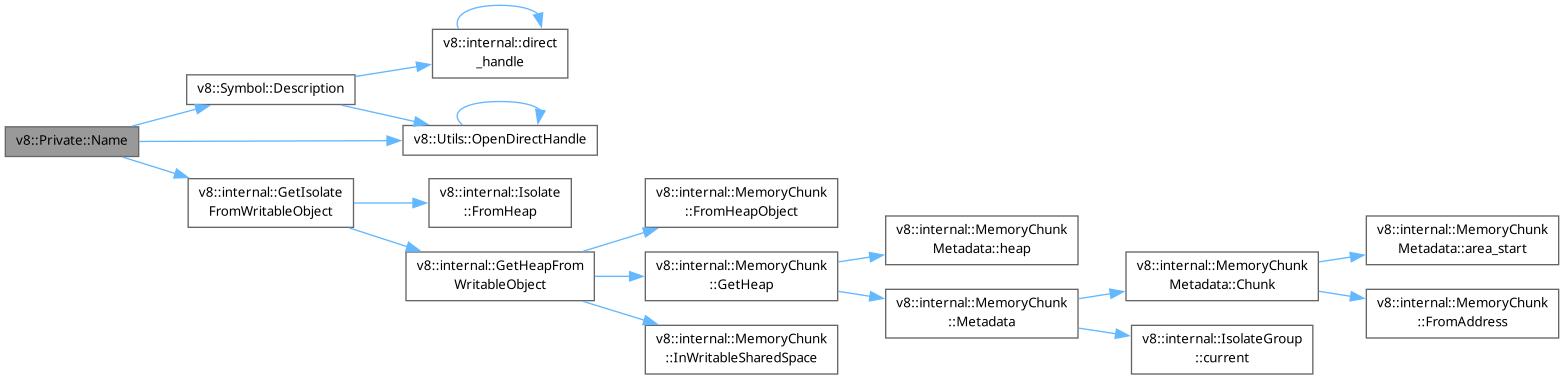 v8::internal::direct
_handle
v8::Symbol::Description
v8::Private::Name
v8::Utils::OpenDirectHandle
v8::internal::GetIsolate
FromWritableObject
v8::internal::Isolate
::FromHeap
v8::internal::MemoryChunk
::FromHeapObject
v8::internal::GetHeapFrom
WritableObject
v8::internal::MemoryChunk
::GetHeap
v8::internal::MemoryChunk
::InWritableSharedSpace
v8::internal::MemoryChunk
Metadata::heap
v8::internal::MemoryChunk
::Metadata
v8::internal::MemoryChunk
Metadata::Chunk
v8::internal::IsolateGroup
::current
v8::internal::MemoryChunk
Metadata::area_start
v8::internal::MemoryChunk
::FromAddress